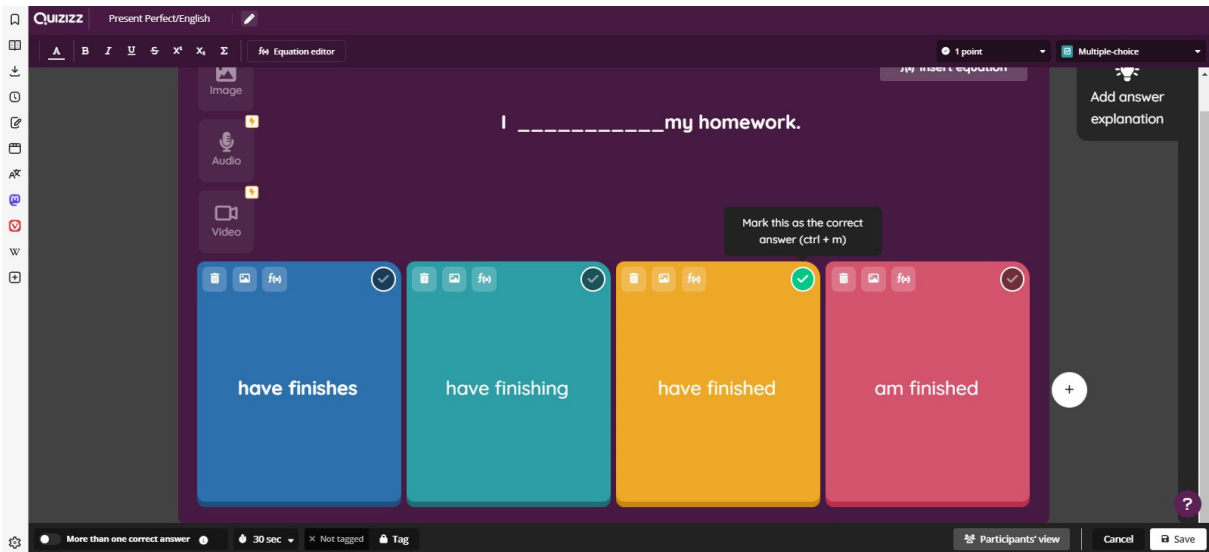 QUIZIZZ Present Perfect/English
A B I U S X² X₂ Σ f(x) Equation editor
1 point Multiple-choice
Image
f(x) Insert equation
Add answer
explanation
I ___________my homework.
Audio
Video
Mark this as the correct
answer (ctrl + m)
f(x) f(x) f(x) f(x)
have finishes
have finishing
have finished
am finished
+
?
More than one correct answer
30 sec
× Not tagged
Tag
Participants' view
Cancel
Save